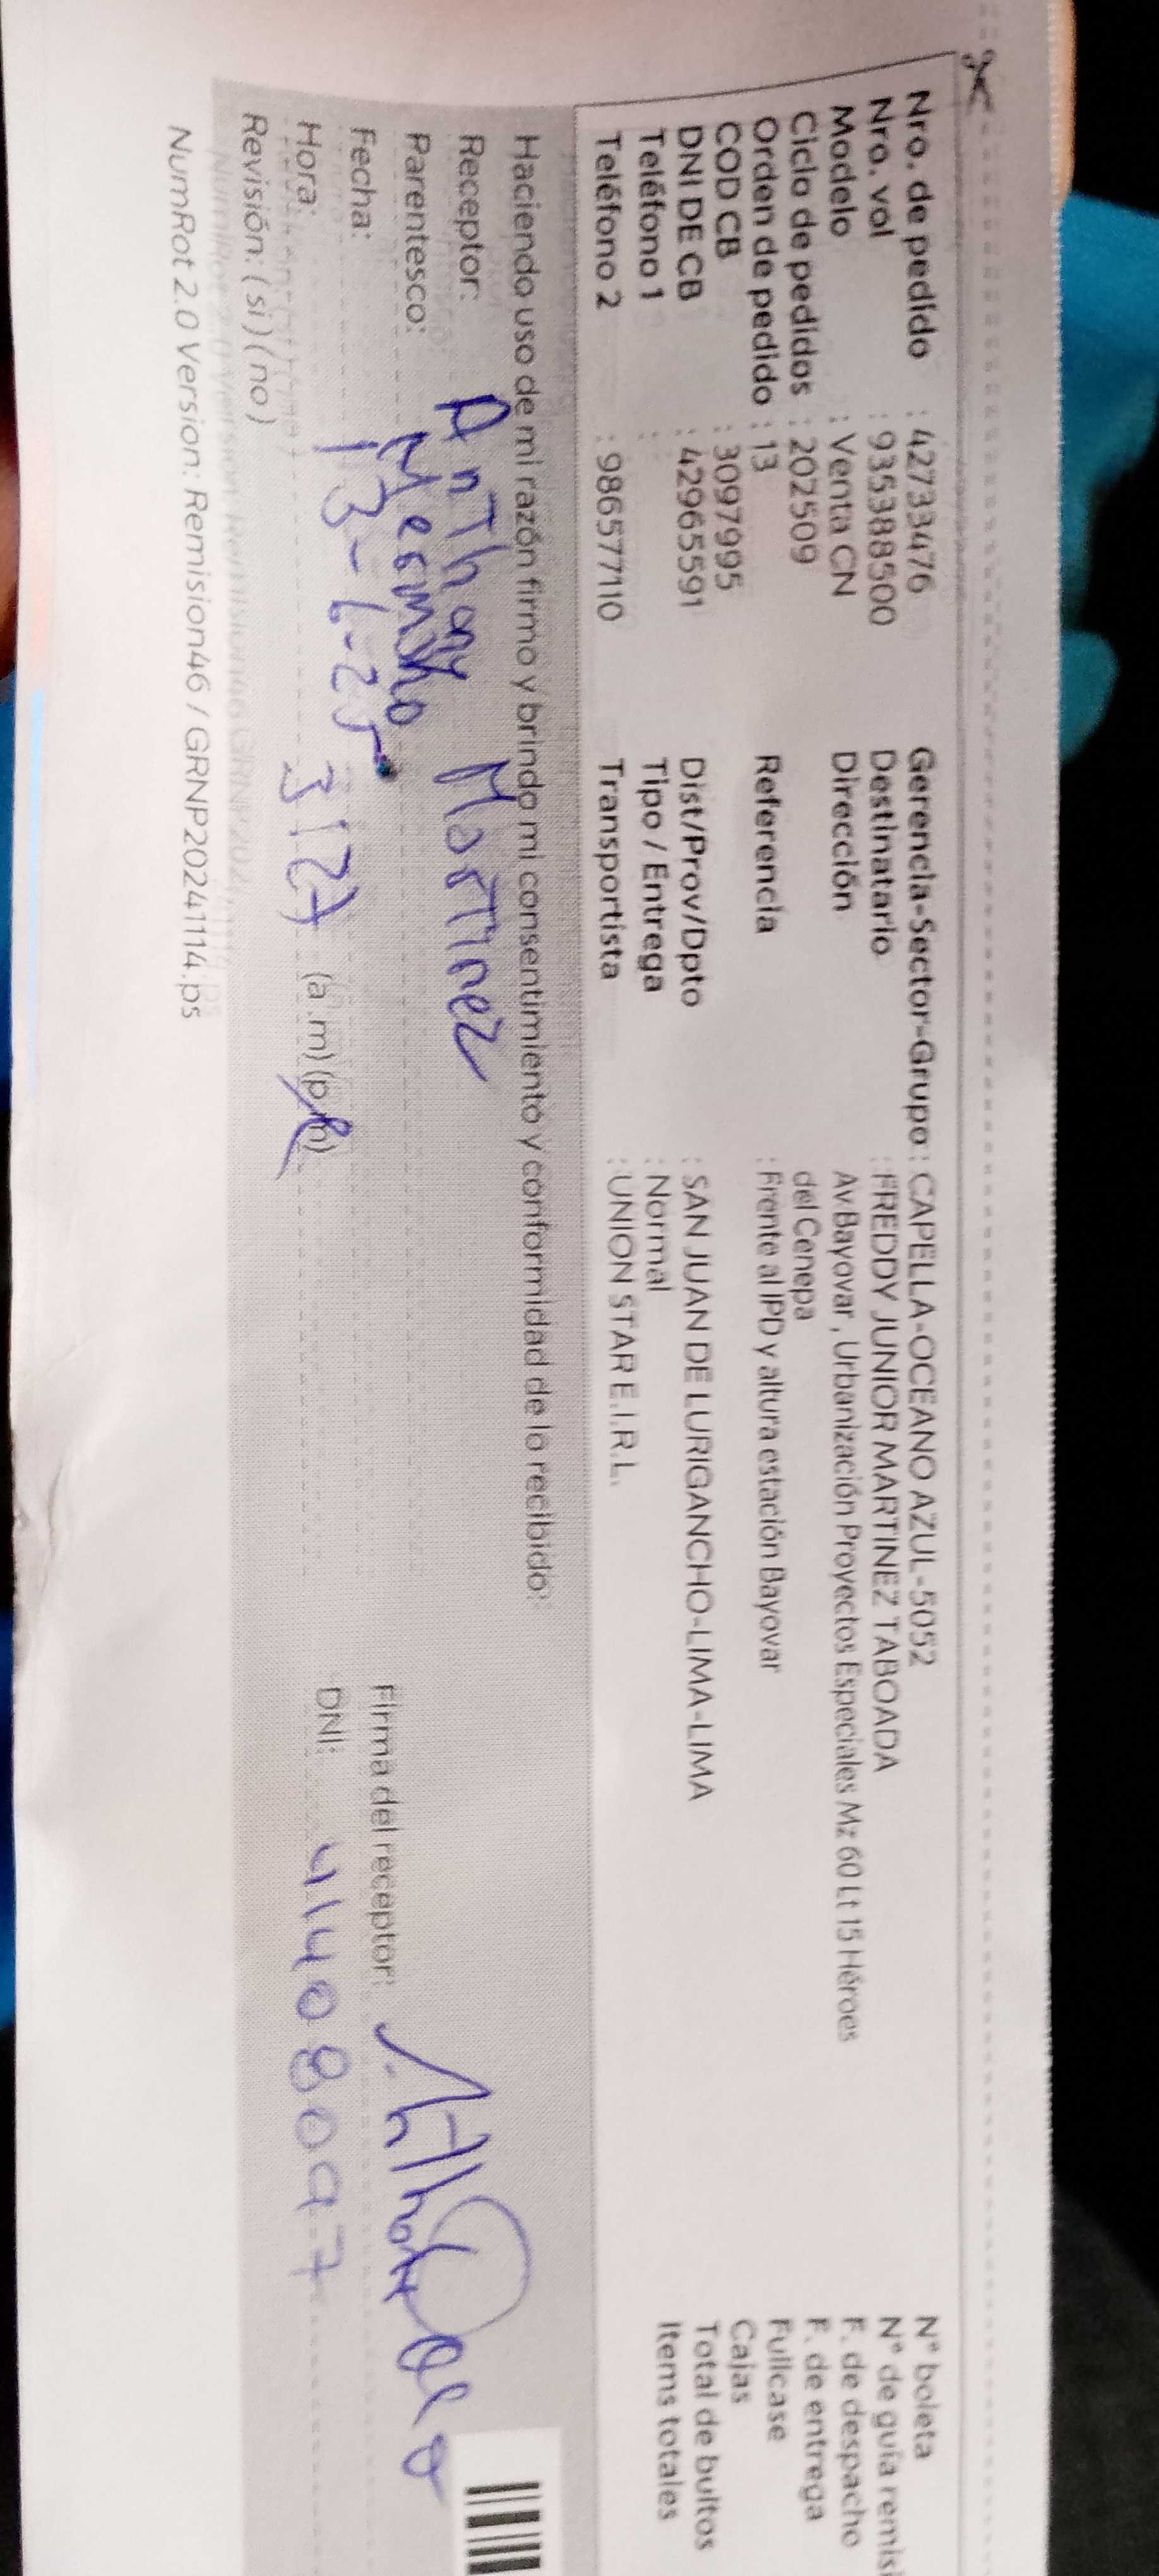 Nro. de pedido : 42733476
Nro. vol : 935388500
Modelo : Venta CN
Ciclo de pedidos : 202509
Orden de pedido : 13
COD CB : 3097995
DNI DE CB : 42965591
Teléfono 1 :
Teléfono 2 : 986577110
Gerencia-Sector-Grupo : CAPELLA-OCEANO AZUL-5052
Destinatario : FREDDY JUNIOR MARTINEZ TABOADA
Dirección Av Bayovar , Urbanización Proyectos Especiales Mz 60 Lt 15 Héroes
del Cenepa
Referencia : Frente al IPD y altura estación Bayovar
Dist/Prov/Dpto : SAN JUAN DE LURIGANCHO-LIMA-LIMA
Tipo / Entrega : Normal
Transportista : UNION STAR E.I.R.L.
N° boleta
N° de guía remisi
F. de despacho
F. de entrega
Fullcase
Cajas
Total de bultos
Items totales
Haciendo uso de mi razón firmo y brindo mi consentimiento y conformidad de lo recibido:
Receptor: Anthony Martinez
Parentesco:
Fecha: 13-6-25
Hora: 3:27 (a.m) (p.m)
Revisión: ( si ) ( no )
Firma del receptor:
DNI: 41408097
NumRot 2.0 Version: Remision46 / GRNP20241114.ps